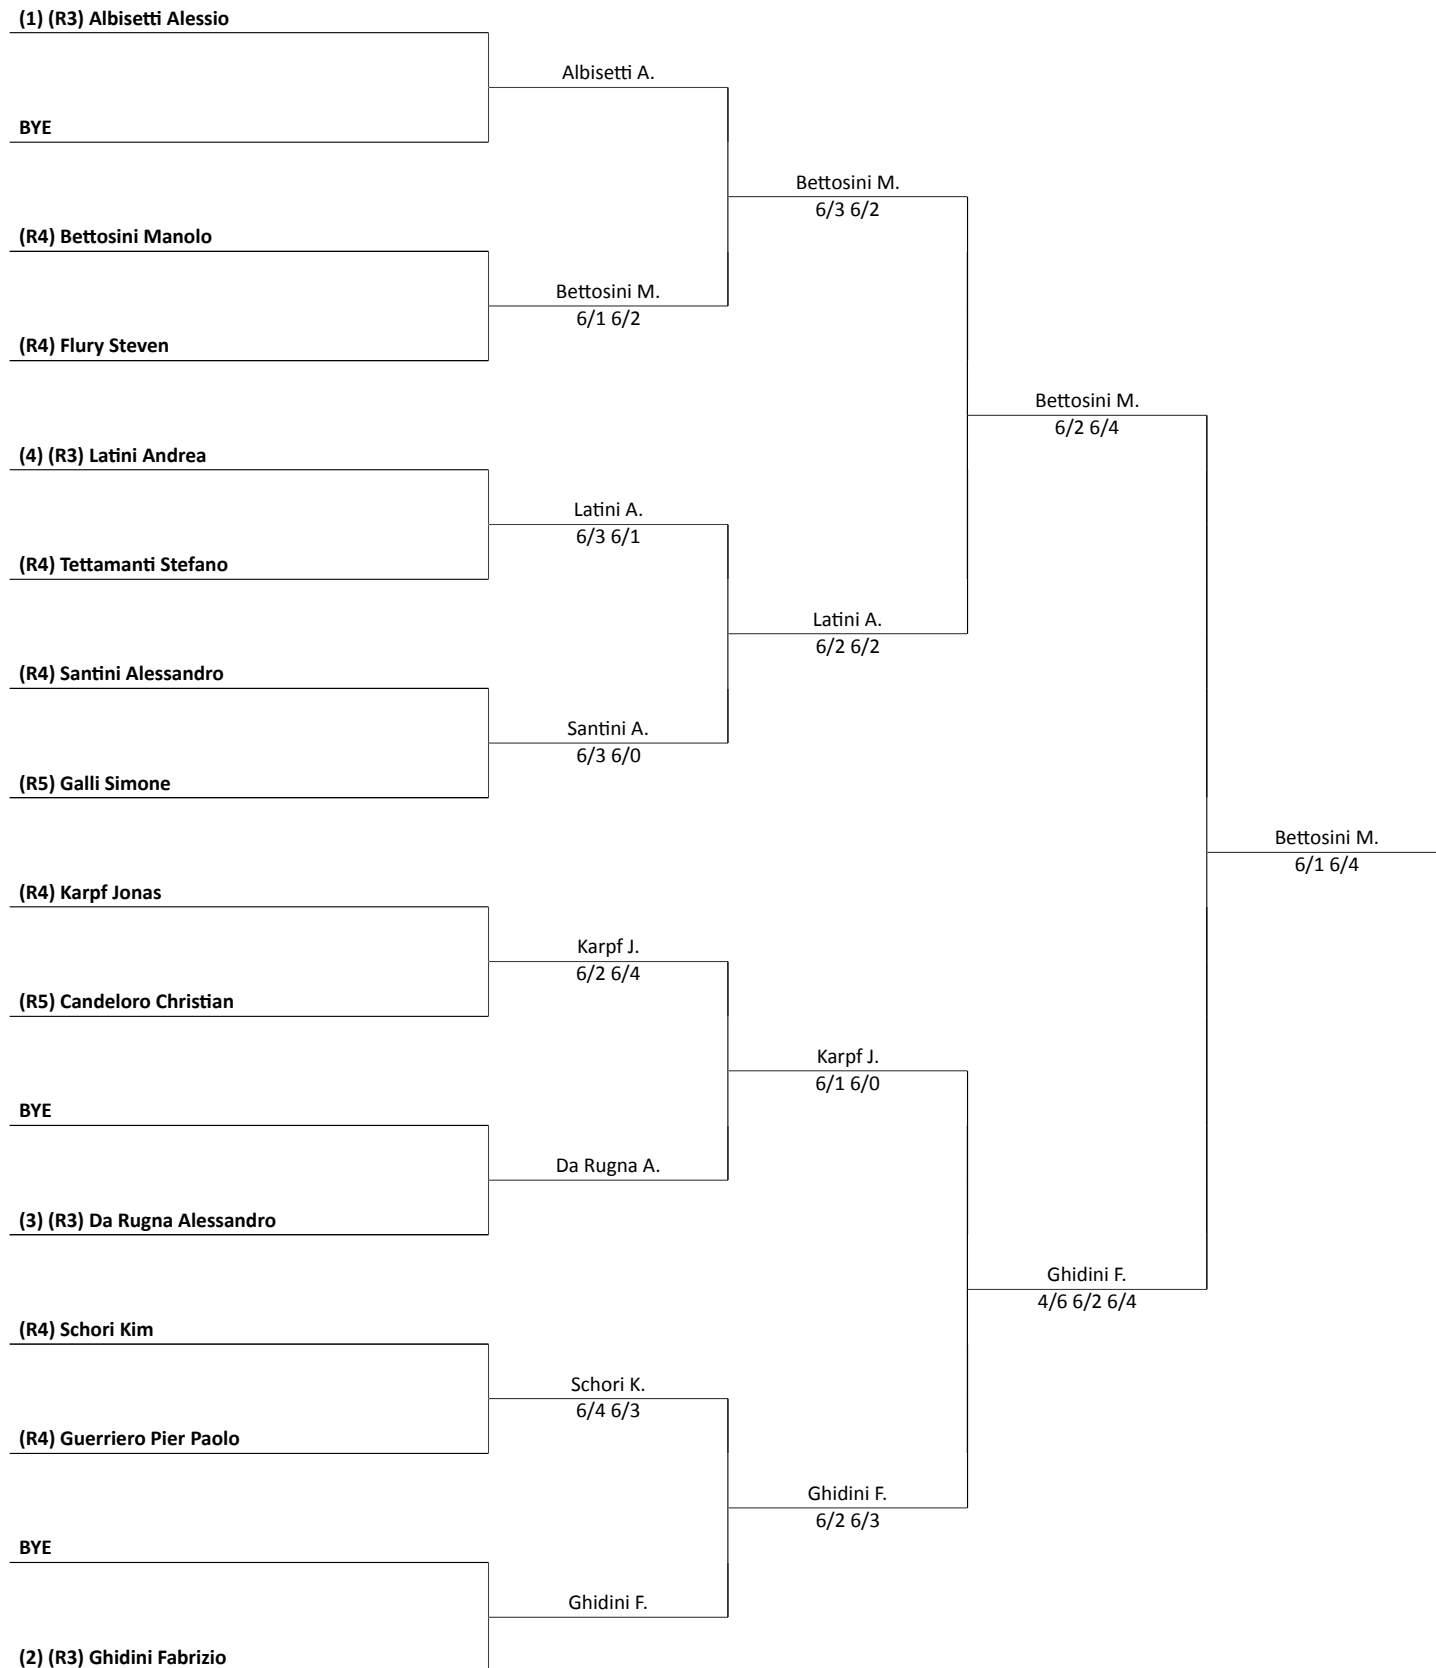 (1) (R3) Albisetti Alessio
Albisetti A.
BYE
Bettosini M.
6/3 6/2
(R4) Bettosini Manolo
Bettosini M.
6/1 6/2
(R4) Flury Steven
Bettosini M.
6/2 6/4
(4) (R3) Latini Andrea
Latini A.
6/3 6/1
(R4) Tettamanti Stefano
Latini A.
6/2 6/2
(R4) Santini Alessandro
Santini A.
6/3 6/0
(R5) Galli Simone
Bettosini M.
6/1 6/4
(R4) Karpf Jonas
Karpf J.
6/2 6/4
(R5) Candeloro Christian
Karpf J.
6/1 6/0
BYE
Da Rugna A.
(3) (R3) Da Rugna Alessandro
Ghidini F.
4/6 6/2 6/4
(R4) Schori Kim
Schori K.
6/4 6/3
(R4) Guerriero Pier Paolo
Ghidini F.
6/2 6/3
BYE
Ghidini F.
(2) (R3) Ghidini Fabrizio